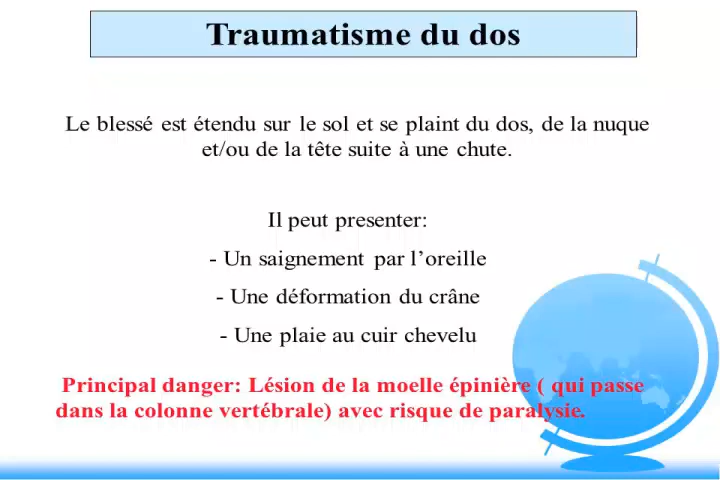 Traumatisme du dos
Le blessé est étendu sur le sol et se plaint du dos, de la nuque
et/ou de la tête suite à une chute.
Il peut presenter:
- Un saignement par l’oreille
- Une déformation du crâne
- Une plaie au cuir chevelu
Principal danger: Lésion de la moelle épinière ( qui passe
dans la colonne vertébrale) avec risque de paralysie.